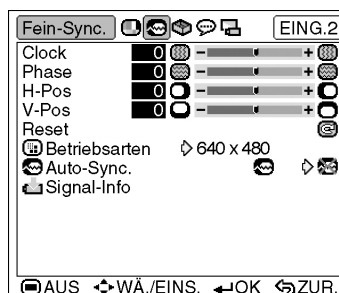 Fein-Sync. EING.2
Clock 0 - +
Phase 0 - +
H-Pos 0 - +
V-Pos 0 - +
Reset
Betriebsarten 640 x 480
Auto-Sync.
Signal-Info
AUS WÄ./EINS. OK ZUR.